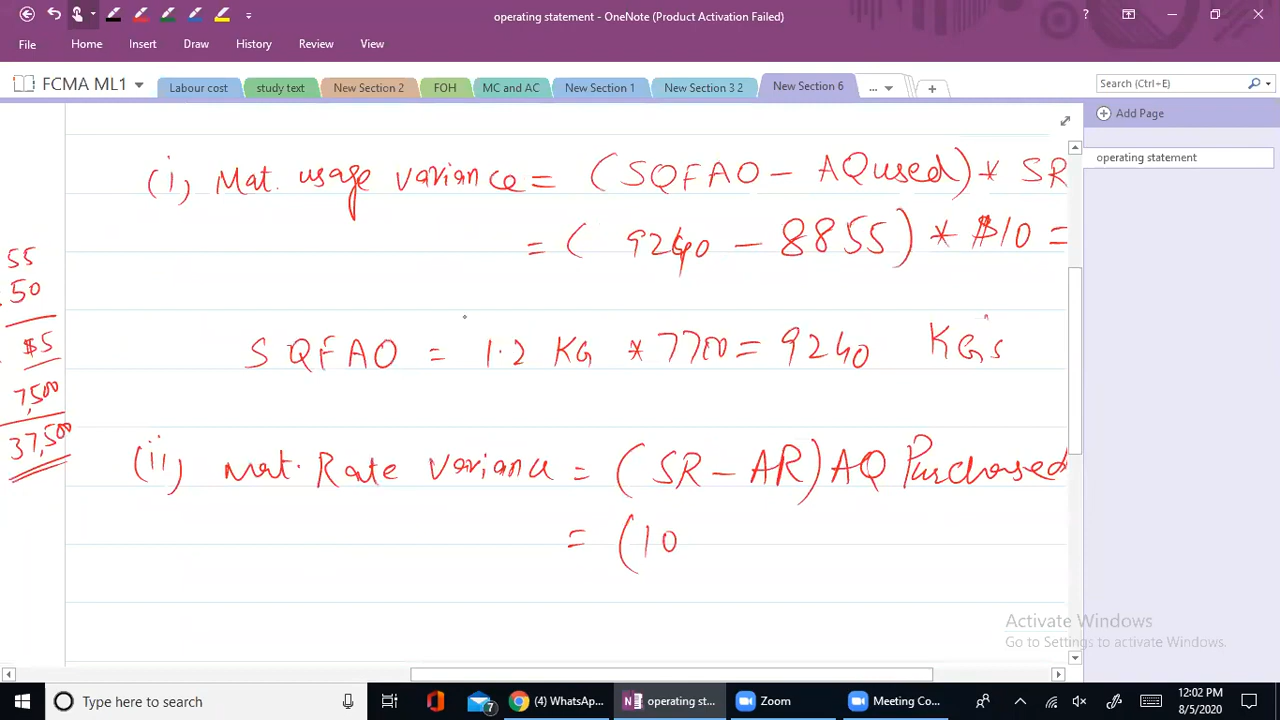 operating statement - OneNote (Product Activation Failed)
File Home Insert Draw History Review View
FCMA ML1 Labour cost study text New Section 2 FOH MC and AC New Section 1 New Section 3 2 New Section 6 ... Search (Ctrl+E)
Add Page
operating statement
(i) Mat. usage variance = (SQFAO - AQused) * SR
= ( 9240 - 8855) * $10 =
55
50
$5
7,500
37,500
SQFAO = 1.2 KG * 7700 = 9240 KGs
(ii) Mat. Rate variance = (SR - AR) AQ Purchased
= (10
Activate Windows
Go to Settings to activate Windows.
Type here to search
7
(4) WhatsApp...
operating st...
Zoom
Meeting Co...
12:02 PM
8/5/2020